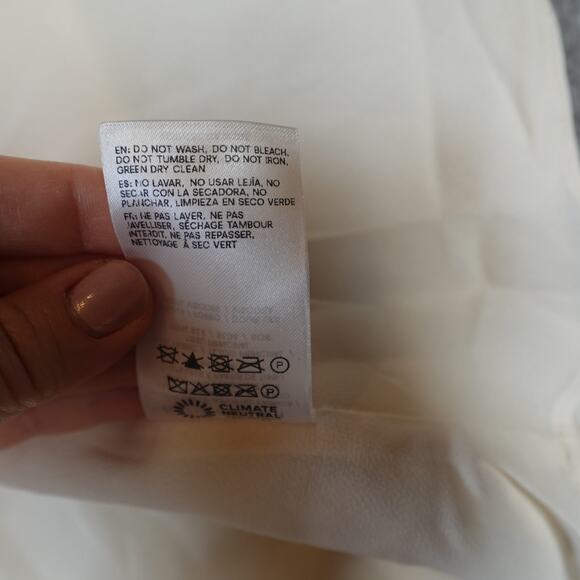 EN: DO NOT WASH, DO NOT BLEACH,
DO NOT TUMBLE DRY, DO NOT IRON,
GREEN DRY CLEAN
ES: NO LAVAR, NO USAR LEJÍA, NO
SECAR CON LA SECADORA, NO
PLANCHAR, LIMPIEZA EN SECO VERDE
FR: NE PAS LAVER, NE PAS
JAVELLISER, SÉCHAGE TAMBOUR
INTERDIT, NE PAS REPASSER,
NETTOYAGE À SEC VERT
P
P
CLIMATE
NEUTRAL